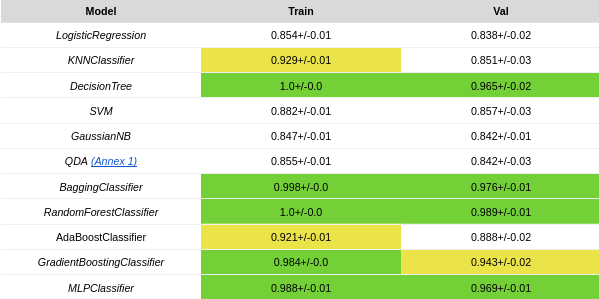 Model Train Val
LogisticRegression 0.854+/-0.01 0.838+/-0.02
KNNClassifier 0.929+/-0.01 0.851+/-0.03
DecisionTree 1.0+/-0.0 0.965+/-0.02
SVM 0.882+/-0.01 0.857+/-0.03
GaussianNB 0.847+/-0.01 0.842+/-0.01
QDA (Annex 1) 0.855+/-0.01 0.842+/-0.03
BaggingClassifier 0.998+/-0.0 0.976+/-0.01
RandomForestClassifier 1.0+/-0.0 0.989+/-0.01
AdaBoostClassifier 0.921+/-0.01 0.888+/-0.02
GradientBoostingClassifier 0.984+/-0.0 0.943+/-0.02
MLPClassifier 0.988+/-0.01 0.969+/-0.01